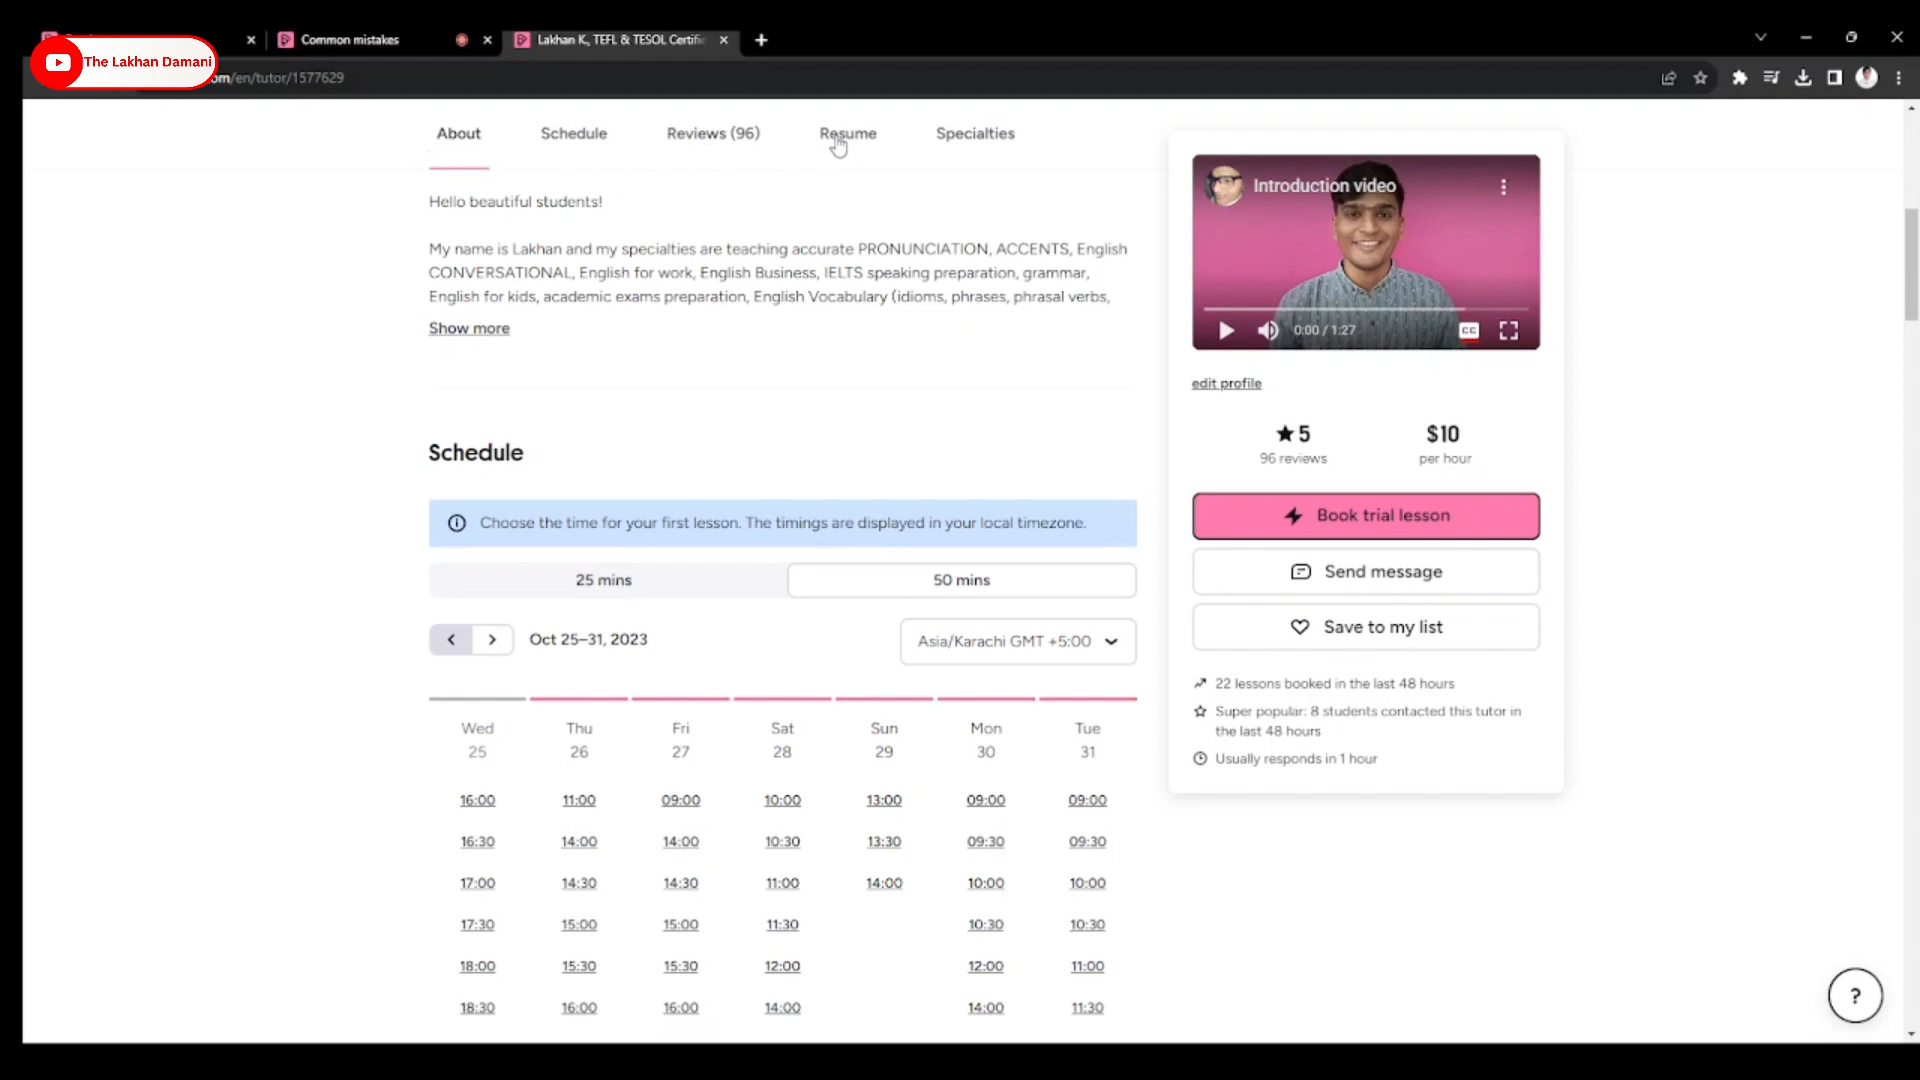 Common mistakes
Lakhan K, TEFL & TESOL Certific
The Lakhan Damani
om/en/tutor/1577629
About
Schedule
Reviews (96)
Resume
Specialties
Hello beautiful students!
My name is Lakhan and my specialties are teaching accurate PRONUNCIATION, ACCENTS, English
CONVERSATIONAL, English for work, English Business, IELTS speaking preparation, grammar,
English for kids, academic exams preparation, English Vocabulary (idioms, phrases, phrasal verbs,
Show more
Introduction video
0:00 / 1:27
CC
edit profile
5
$10
96 reviews
per hour
Book trial lesson
Send message
Save to my list
22 lessons booked in the last 48 hours
Super popular: 8 students contacted this tutor in
the last 48 hours
Usually responds in 1 hour
Schedule
Choose the time for your first lesson. The timings are displayed in your local timezone.
25 mins
50 mins
Oct 25–31, 2023
Asia/Karachi GMT +5:00
Wed Thu Fri Sat Sun Mon Tue
25 26 27 28 29 30 31
16:00 11:00 09:00 10:00 13:00 09:00 09:00
16:30 14:00 14:00 10:30 13:30 09:30 09:30
17:00 14:30 14:30 11:00 14:00 10:00 10:00
17:30 15:00 15:00 11:30 10:30 10:30
18:00 15:30 15:30 12:00 12:00 11:00
18:30 16:00 16:00 14:00 14:00 11:30
?